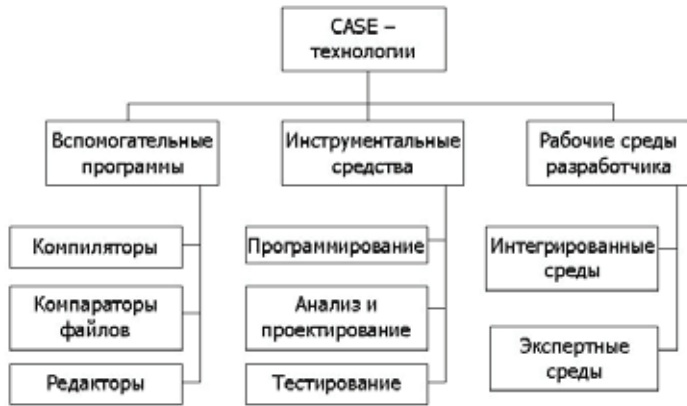 CASE –
технологии
Вспомогательные
программы
Инструментальные
средства
Рабочие среды
разработчика
Компиляторы
Программирование
Интегрированные
среды
Компараторы
файлов
Анализ и
проектирование
Экспертные
среды
Редакторы
Тестирование